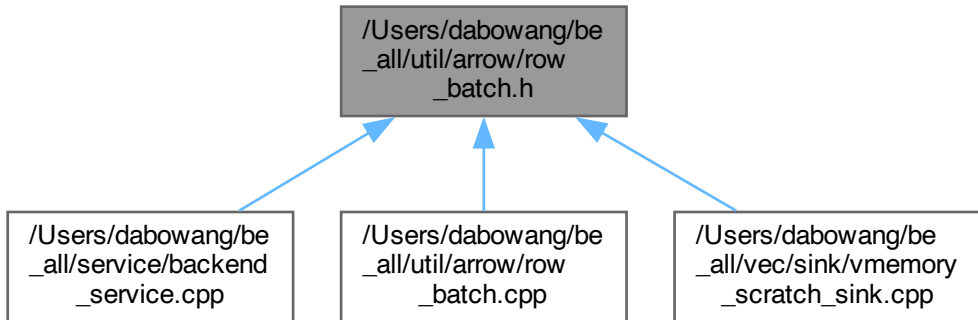 /Users/dabowang/be
_all/util/arrow/row
_batch.h
/Users/dabowang/be
_all/service/backend
_service.cpp
/Users/dabowang/be
_all/util/arrow/row
_batch.cpp
/Users/dabowang/be
_all/vec/sink/vmemory
_scratch_sink.cpp